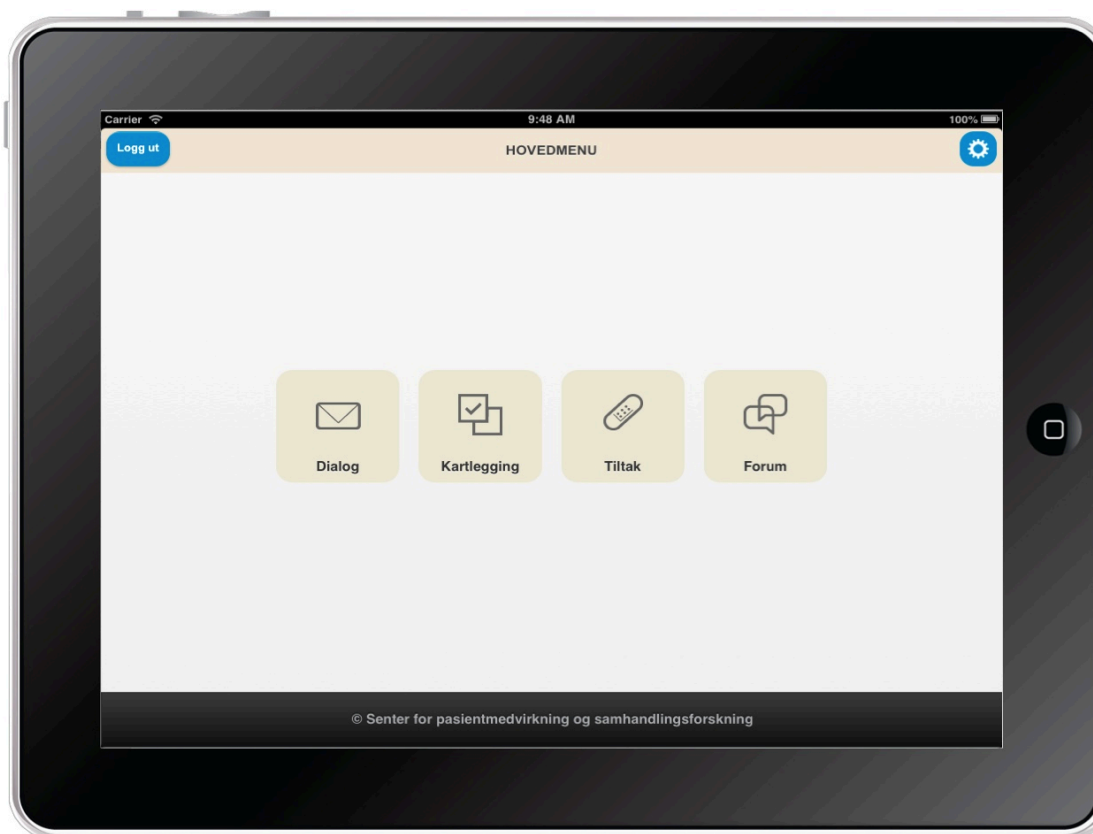 Carrier
9:48 AM
100%
Logg ut
HOVEDMENU
Dialog
Kartlegging
Tiltak
Forum
© Senter for pasientmedvirkning og samhandlingsforskning